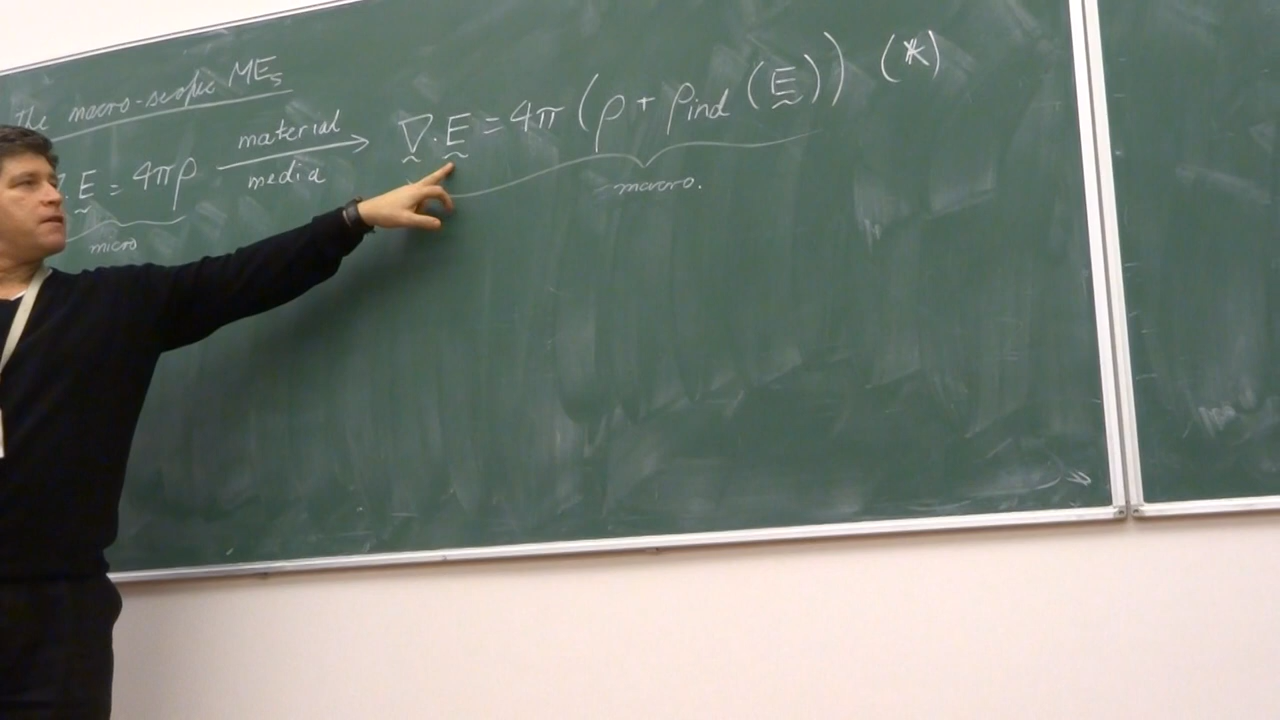 The macro-scopic MEs
∇·E = 4πρ material media → ∇·E = 4π(ρ + ρind(E)) (*)
micro macro.